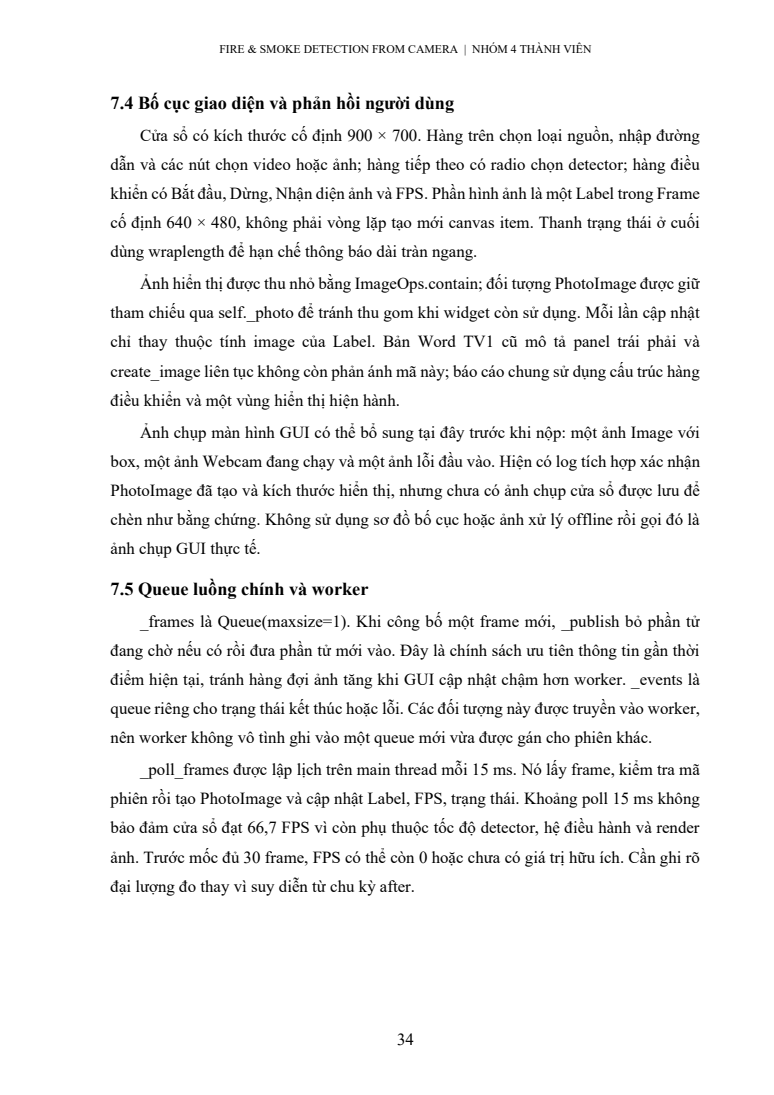 FIRE & SMOKE DETECTION FROM CAMERA | NHÓM 4 THÀNH VIÊN
7.4 Bố cục giao diện và phản hồi người dùng
Cửa sổ có kích thước cố định 900 × 700. Hàng trên chọn loại nguồn, nhập đường
dẫn và các nút chọn video hoặc ảnh; hàng tiếp theo có radio chọn detector; hàng điều
khiển có Bắt đầu, Dừng, Nhận diện ảnh và FPS. Phần hình ảnh là một Label trong Frame
cố định 640 × 480, không phải vòng lặp tạo mới canvas item. Thanh trạng thái ở cuối
dùng wraplength để hạn chế thông báo dài tràn ngang.
Ảnh hiển thị được thu nhỏ bằng ImageOps.contain; đối tượng PhotoImage được giữ
tham chiếu qua self._photo để tránh thu gom khi widget còn sử dụng. Mỗi lần cập nhật
chỉ thay thuộc tính image của Label. Bản Word TV1 cũ mô tả panel trái phải và
create_image liên tục không còn phản ánh mã này; báo cáo chung sử dụng cấu trúc hàng
điều khiển và một vùng hiển thị hiện hành.
Ảnh chụp màn hình GUI có thể bổ sung tại đây trước khi nộp: một ảnh Image với
box, một ảnh Webcam đang chạy và một ảnh lỗi đầu vào. Hiện có log tích hợp xác nhận
PhotoImage đã tạo và kích thước hiển thị, nhưng chưa có ảnh chụp cửa sổ được lưu để
chèn như bằng chứng. Không sử dụng sơ đồ bố cục hoặc ảnh xử lý offline rồi gọi đó là
ảnh chụp GUI thực tế.
7.5 Queue luồng chính và worker
_frames là Queue(maxsize=1). Khi công bố một frame mới, _publish bỏ phần tử
đang chờ nếu có rồi đưa phần tử mới vào. Đây là chính sách ưu tiên thông tin gần thời
điểm hiện tại, tránh hàng đợi ảnh tăng khi GUI cập nhật chậm hơn worker. _events là
queue riêng cho trạng thái kết thúc hoặc lỗi. Các đối tượng này được truyền vào worker,
nên worker không vô tình ghi vào một queue mới vừa được gán cho phiên khác.
_poll_frames được lập lịch trên main thread mỗi 15 ms. Nó lấy frame, kiểm tra mã
phiên rồi tạo PhotoImage và cập nhật Label, FPS, trạng thái. Khoảng poll 15 ms không
bảo đảm cửa sổ đạt 66,7 FPS vì còn phụ thuộc tốc độ detector, hệ điều hành và render
ảnh. Trước mốc đủ 30 frame, FPS có thể còn 0 hoặc chưa có giá trị hữu ích. Cần ghi rõ
đại lượng đo thay vì suy diễn từ chu kỳ after.
34